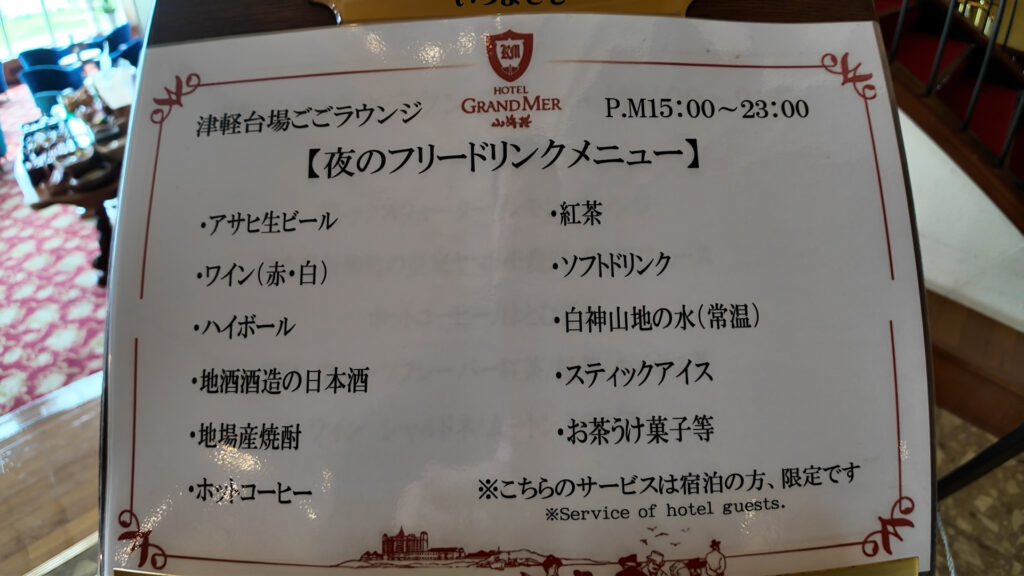 KM
HOTEL
GRANDMER
山海荘
津軽台場ごごラウンジ
P.M15:00～23:00
【夜のフリードリンクメニュー】
・アサヒ生ビール
・ワイン(赤・白)
・ハイボール
・地酒酒造の日本酒
・地場産焼酎
・ホットコーヒー
・紅茶
・ソフトドリンク
・白神山地の水(常温)
・スティックアイス
・お茶うけ菓子等
※こちらのサービスは宿泊の方、限定です
※Service of hotel guests.